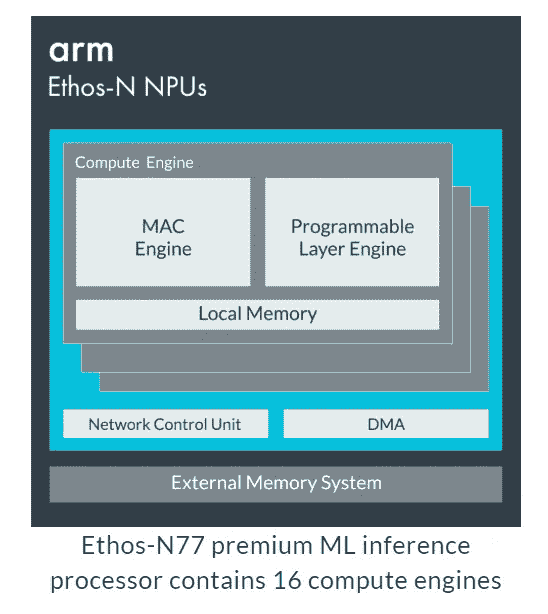 arm
Ethos-N NPUs
Compute Engine
MAC
Engine
Programmable
Layer Engine
Local Memory
Network Control Unit
DMA
External Memory System
Ethos-N77 premium ML inference
processor contains 16 compute engines